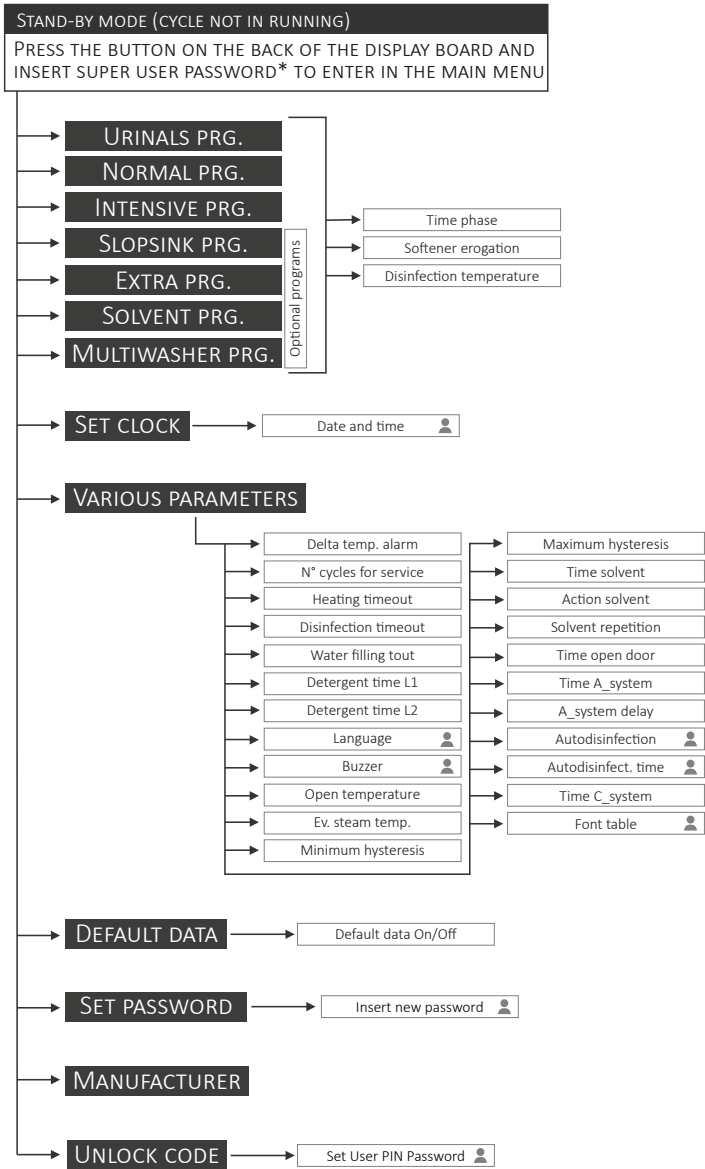 STAND-BY MODE (CYCLE NOT IN RUNNING)
PRESS THE BUTTON ON THE BACK OF THE DISPLAY BOARD AND
INSERT SUPER USER PASSWORD* TO ENTER IN THE MAIN MENU
URINALS PRG.
NORMAL PRG.
INTENSIVE PRG.
SLOPSINK PRG.
EXTRA PRG.
SOLVENT PRG.
MULTIWASHER PRG.
Optional programs
Time phase
Softener erogation
Disinfection temperature
SET CLOCK
Date and time
VARIOUS PARAMETERS
Delta temp. alarm
N° cycles for service
Heating timeout
Disinfection timeout
Water filling tout
Detergent time L1
Detergent time L2
Language
Buzzer
Open temperature
Ev. steam temp.
Minimum hysteresis
Maximum hysteresis
Time solvent
Action solvent
Solvent repetition
Time open door
Time A_system
A_system delay
Autodisinfection
Autodisinfect. time
Time C_system
Font table
DEFAULT DATA
Default data On/Off
SET PASSWORD
Insert new password
MANUFACTURER
UNLOCK CODE
Set User PIN Password